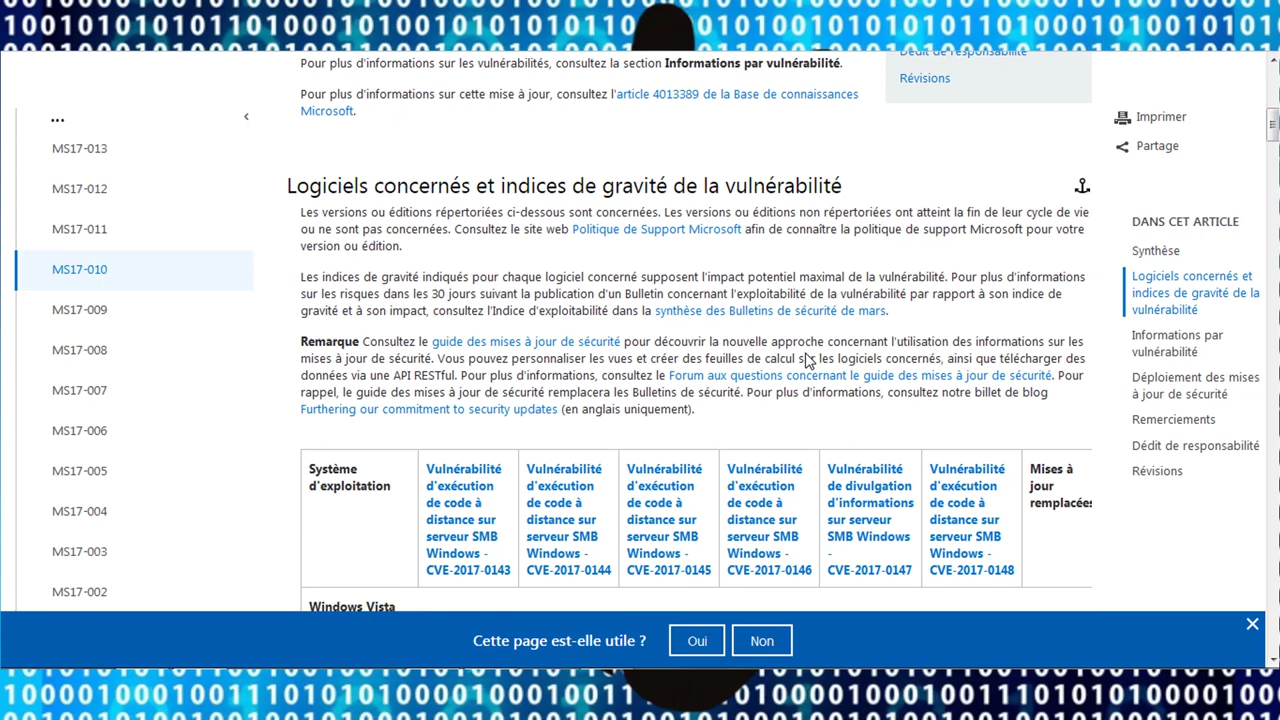 Pour plus d'informations sur les vulnérabilités, consultez la section Informations par vulnérabilité.
Pour plus d'informations sur cette mise à jour, consultez l'article 4013389 de la Base de connaissances
Microsoft.
Dédit de responsabilité
Révisions
...
MS17-013
MS17-012
MS17-011
MS17-010
MS17-009
MS17-008
MS17-007
MS17-006
MS17-005
MS17-004
MS17-003
MS17-002
Logiciels concernés et indices de gravité de la vulnérabilité
Les versions ou éditions répertoriées ci-dessous sont concernées. Les versions ou éditions non répertoriées ont atteint la fin de leur cycle de vie
ou ne sont pas concernées. Consultez le site web Politique de Support Microsoft afin de connaître la politique de support Microsoft pour votre
version ou édition.
Les indices de gravité indiqués pour chaque logiciel concerné supposent l'impact potentiel maximal de la vulnérabilité. Pour plus d'informations
sur les risques dans les 30 jours suivant la publication d'un Bulletin concernant l'exploitabilité de la vulnérabilité par rapport à son indice de
gravité et à son impact, consultez l'Indice d'exploitabilité dans la synthèse des Bulletins de sécurité de mars.
Remarque Consultez le guide des mises à jour de sécurité pour découvrir la nouvelle approche concernant l'utilisation des informations sur les
mises à jour de sécurité. Vous pouvez personnaliser les vues et créer des feuilles de calcul sur les logiciels concernés, ainsi que télécharger des
données via une API RESTful. Pour plus d'informations, consultez le Forum aux questions concernant le guide des mises à jour de sécurité. Pour
rappel, le guide des mises à jour de sécurité remplacera les Bulletins de sécurité. Pour plus d'informations, consultez notre billet de blog
Furthering our commitment to security updates (en anglais uniquement).
Système
d'exploitation
Vulnérabilité
d'exécution
de code à
distance sur
serveur SMB
Windows -
CVE-2017-0143
Vulnérabilité
d'exécution
de code à
distance sur
serveur SMB
Windows -
CVE-2017-0144
Vulnérabilité
d'exécution
de code à
distance sur
serveur SMB
Windows -
CVE-2017-0145
Vulnérabilité
d'exécution
de code à
distance sur
serveur SMB
Windows -
CVE-2017-0146
Vulnérabilité
de divulgation
d'informations
sur serveur
SMB Windows
-
CVE-2017-0147
Vulnérabilité
d'exécution
de code à
distance sur
serveur SMB
Windows -
CVE-2017-0148
Mises à
jour
remplacées
Windows Vista
Imprimer
Partage
DANS CET ARTICLE
Synthèse
Logiciels concernés et
indices de gravité de la
vulnérabilité
Informations par
vulnérabilité
Déploiement des mises
à jour de sécurité
Remerciements
Dédit de responsabilité
Révisions
Cette page est-elle utile ?
Oui
Non